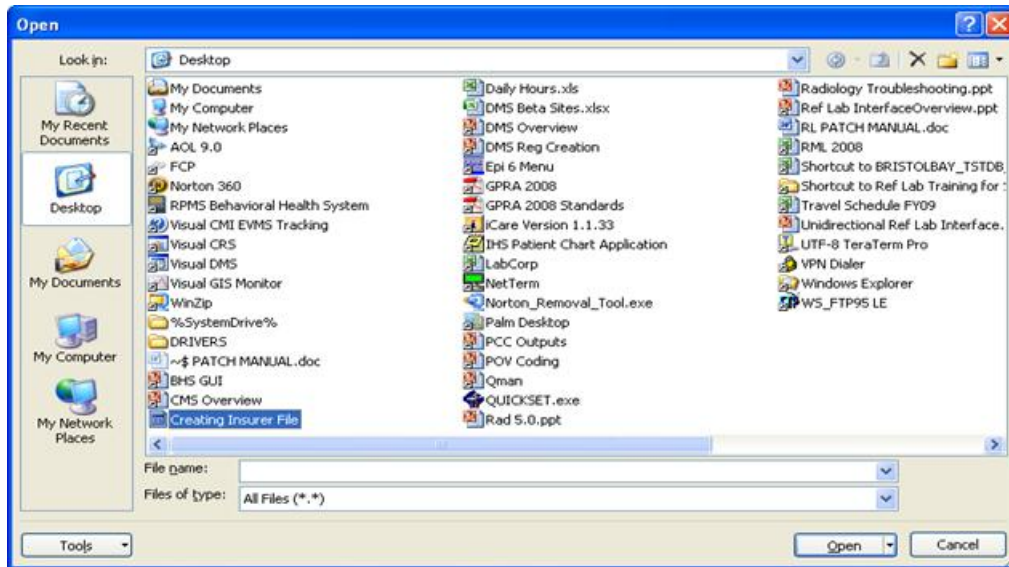 Open
Look in:
Desktop
My Recent
Documents
Desktop
My Documents
My Computer
My Network
Places
My Documents
My Computer
My Network Places
AOL 9.0
FCP
Norton 360
RPMS Behavioral Health System
Visual CMI EVMS Tracking
Visual CRS
Visual DMS
Visual GIS Monitor
WinZip
%SystemDrive%
DRIVERS
~$ PATCH MANUAL.doc
BHS GUI
CMS Overview
Creating Insurer File
Daily Hours.xls
DMS Beta Sites.xlsx
DMS Overview
DMS Reg Creation
Epi 6 Menu
GPRA 2008
GPRA 2008 Standards
iCare Version 1.1.33
IHS Patient Chart Application
LabCorp
NetTerm
Norton_Removal_Tool.exe
Palm Desktop
PCC Outputs
POV Coding
Qman
QUICKSET.exe
Rad 5.0.ppt
Radiology Troubleshooting.ppt
Ref Lab InterfaceOverview.ppt
RL PATCH MANUAL.doc
RML 2008
Shortcut to BRISTOLBAY_TSTDB
Shortcut to Ref Lab Training for
Travel Schedule FY09
Unidirectional Ref Lab Interface.
UTF-8 TeraTerm Pro
VPN Dialer
Windows Explorer
WS_FTP95 LE
File name:
Files of type:
All Files (*.*)
Tools
Open
Cancel